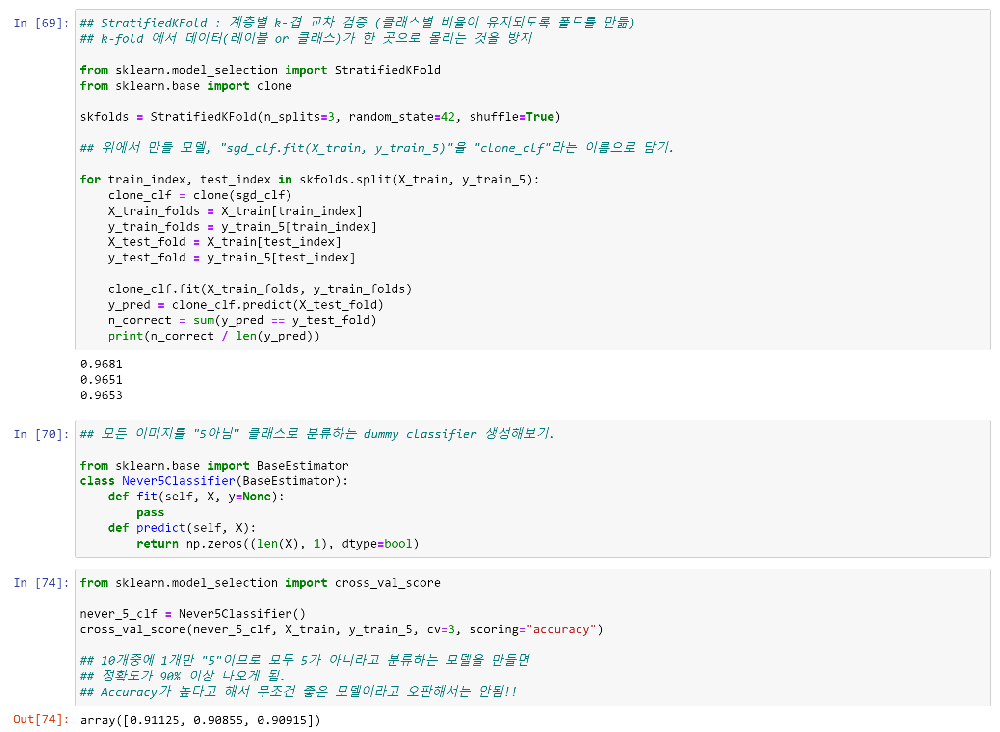 In [69]: ## StratifiedKFold : 계층별 k-겹 교차 검증 (클래스별 비율이 유지되도록 폴드를 만듦)
## k-fold 에서 데이터(레이블 or 클래스)가 한 곳으로 몰리는 것을 방지
from sklearn.model_selection import StratifiedKFold
from sklearn.base import clone
skfolds = StratifiedKFold(n_splits=3, random_state=42, shuffle=True)
## 위에서 만들 모델, "sgd_clf.fit(X_train, y_train_5)"을 "clone_clf"라는 이름으로 담기.
for train_index, test_index in skfolds.split(X_train, y_train_5):
    clone_clf = clone(sgd_clf)
    X_train_folds = X_train[train_index]
    y_train_folds = y_train_5[train_index]
    X_test_fold = X_train[test_index]
    y_test_fold = y_train_5[test_index]
    clone_clf.fit(X_train_folds, y_train_folds)
    y_pred = clone_clf.predict(X_test_fold)
    n_correct = sum(y_pred == y_test_fold)
    print(n_correct / len(y_pred))
0.9681
0.9651
0.9653
In [70]: ## 모든 이미지를 "5아님" 클래스로 분류하는 dummy classifier 생성해보기.
from sklearn.base import BaseEstimator
class Never5Classifier(BaseEstimator):
    def fit(self, X, y=None):
        pass
    def predict(self, X):
        return np.zeros((len(X), 1), dtype=bool)
In [74]: from sklearn.model_selection import cross_val_score
never_5_clf = Never5Classifier()
cross_val_score(never_5_clf, X_train, y_train_5, cv=3, scoring="accuracy")
## 10개중에 1개만 "5"이므로 모두 5가 아니라고 분류하는 모델을 만들면
## 정확도가 90% 이상 나오게 됨.
## Accuracy가 높다고 해서 무조건 좋은 모델이라고 오판해서는 안됨!!
Out[74]: array([0.91125, 0.90855, 0.90915])